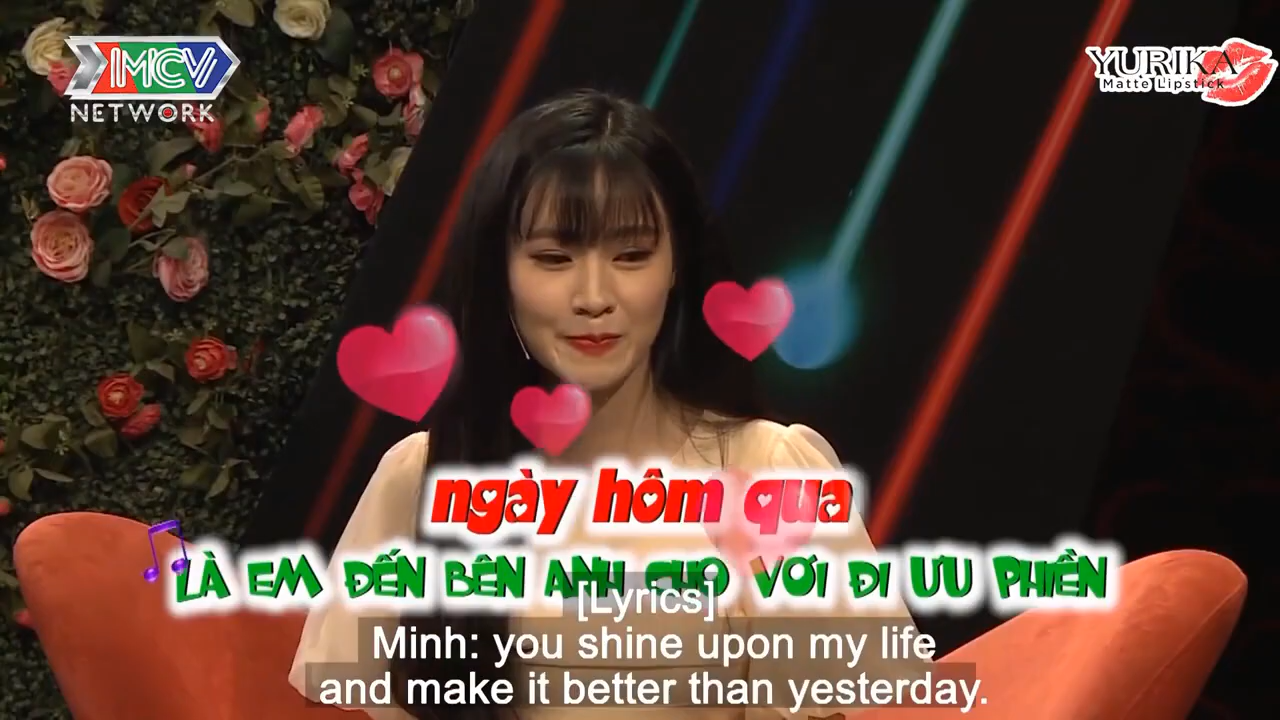 MCV
NETWORK
YURIKA
Matte Lipstick
ngày hôm qua
LÀ EM ĐẾN BÊN ANH CHO VƠI ĐI ƯU PHIỀN
[Lyrics]
Minh: you shine upon my life
and make it better than yesterday.